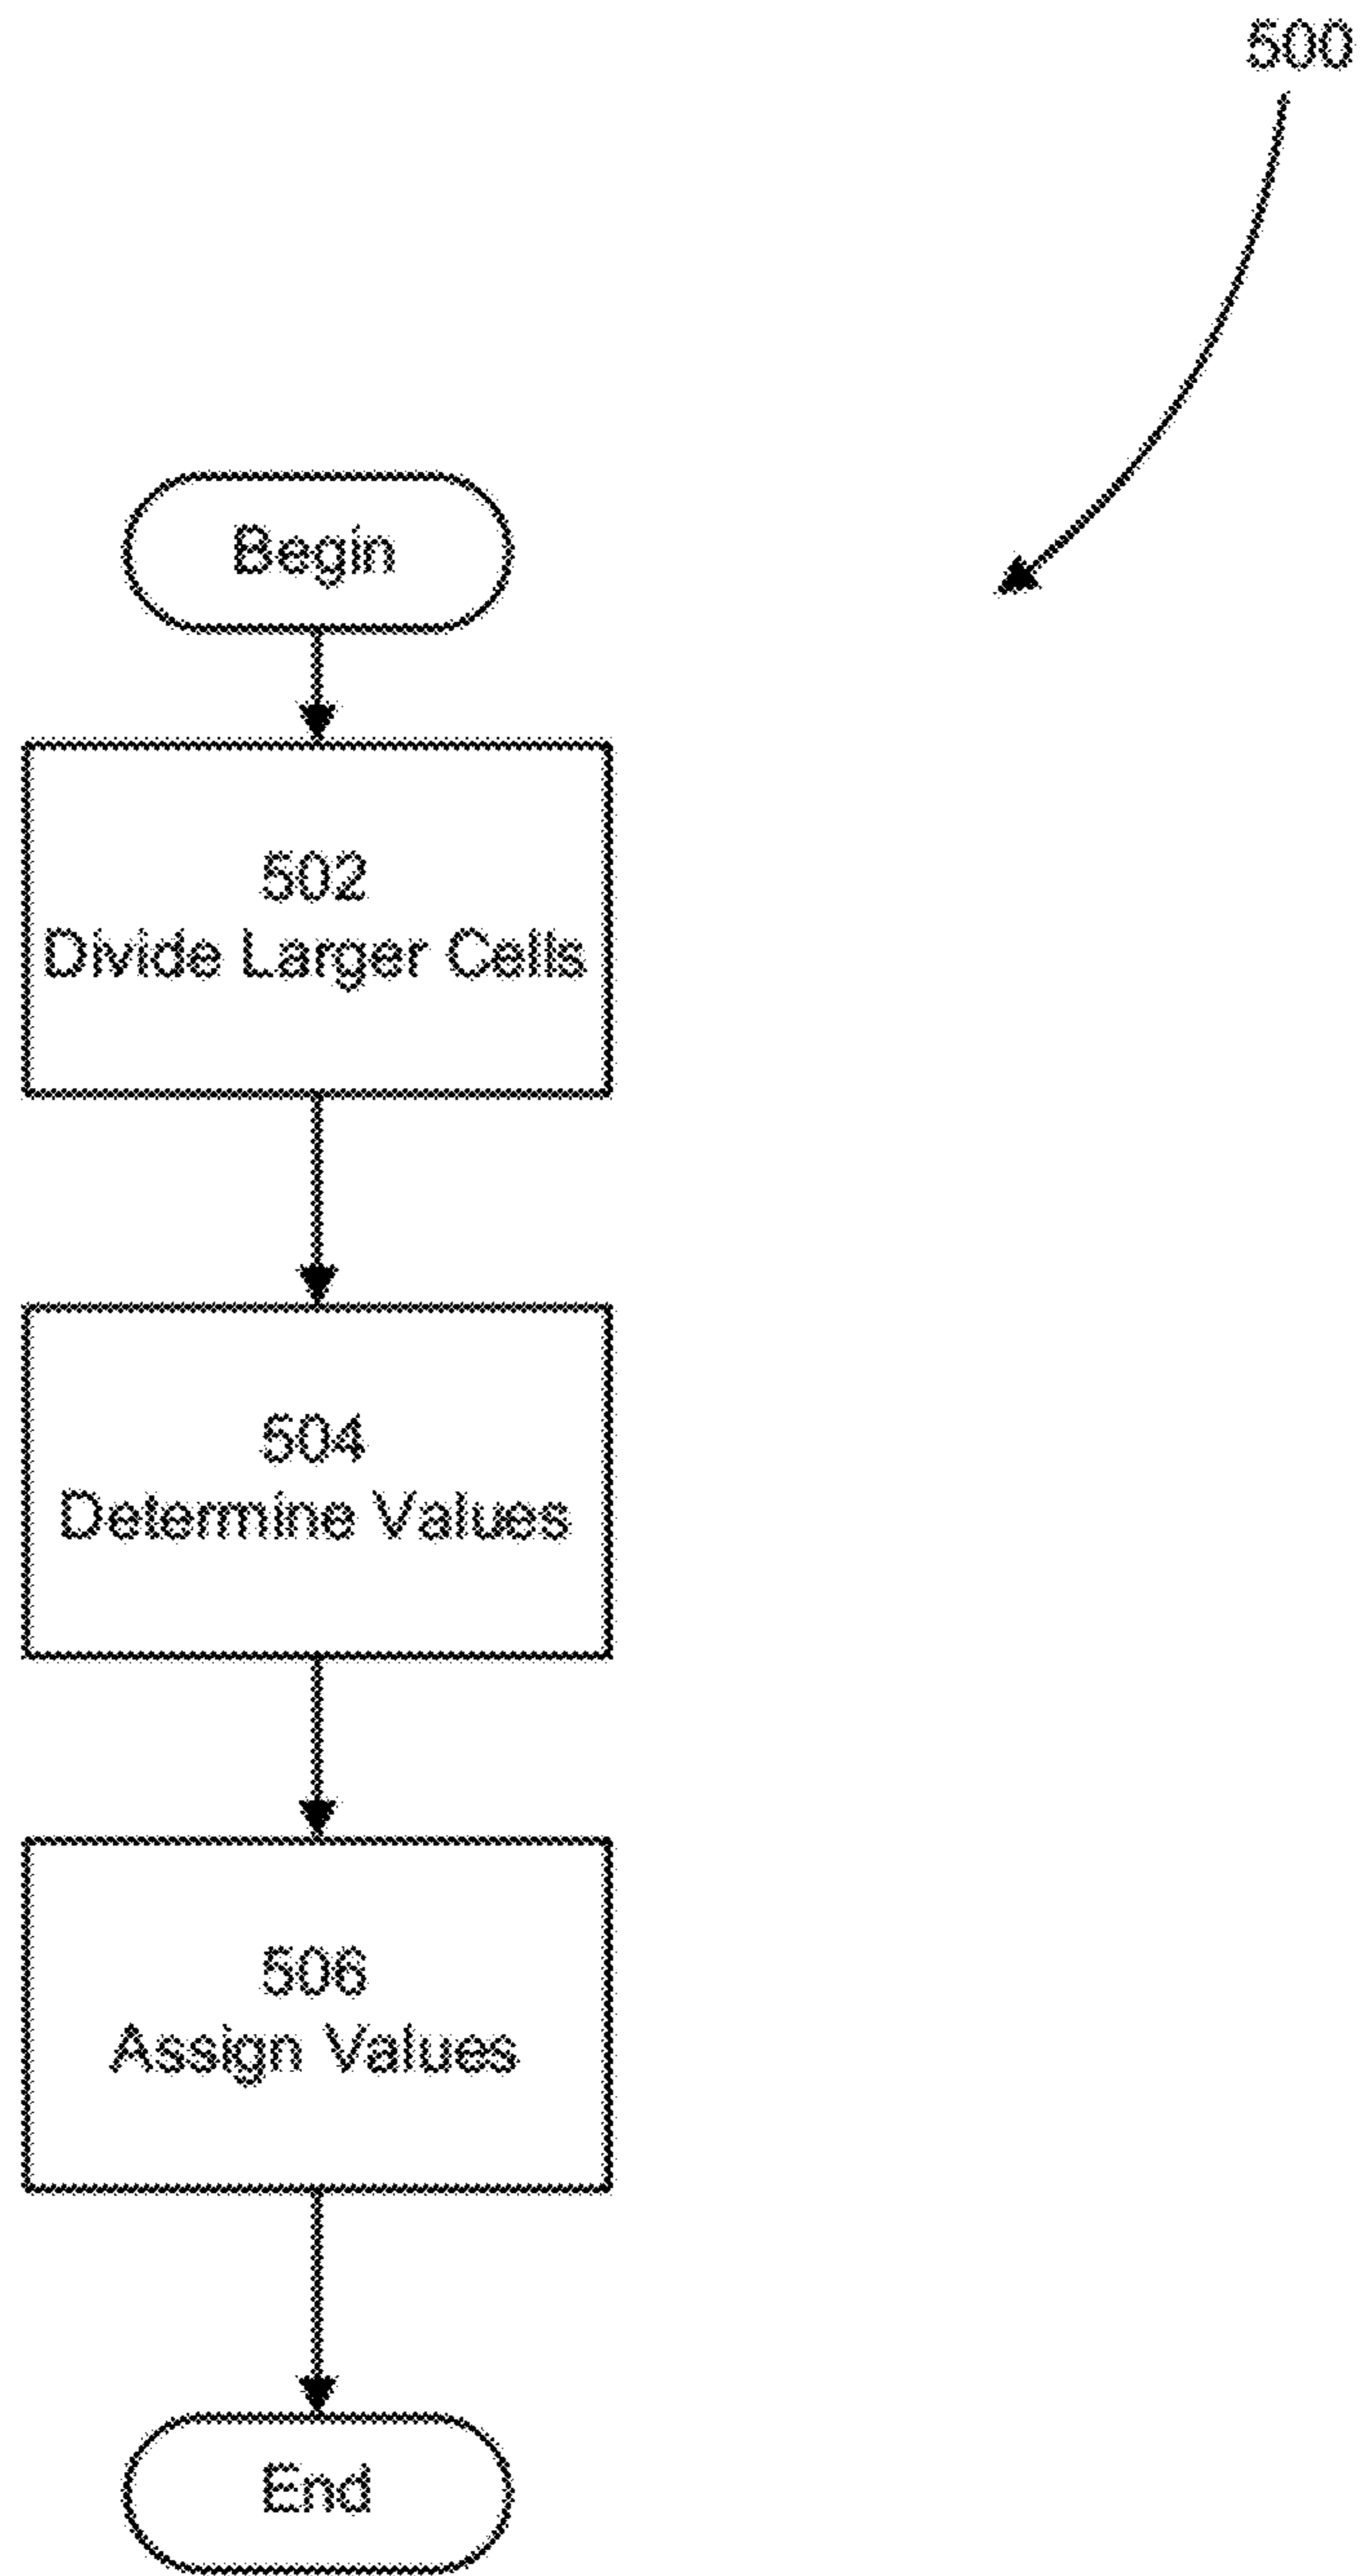 500
Begin
502
Divide Larger Cells
504
Determine Values
506
Assign Values
End